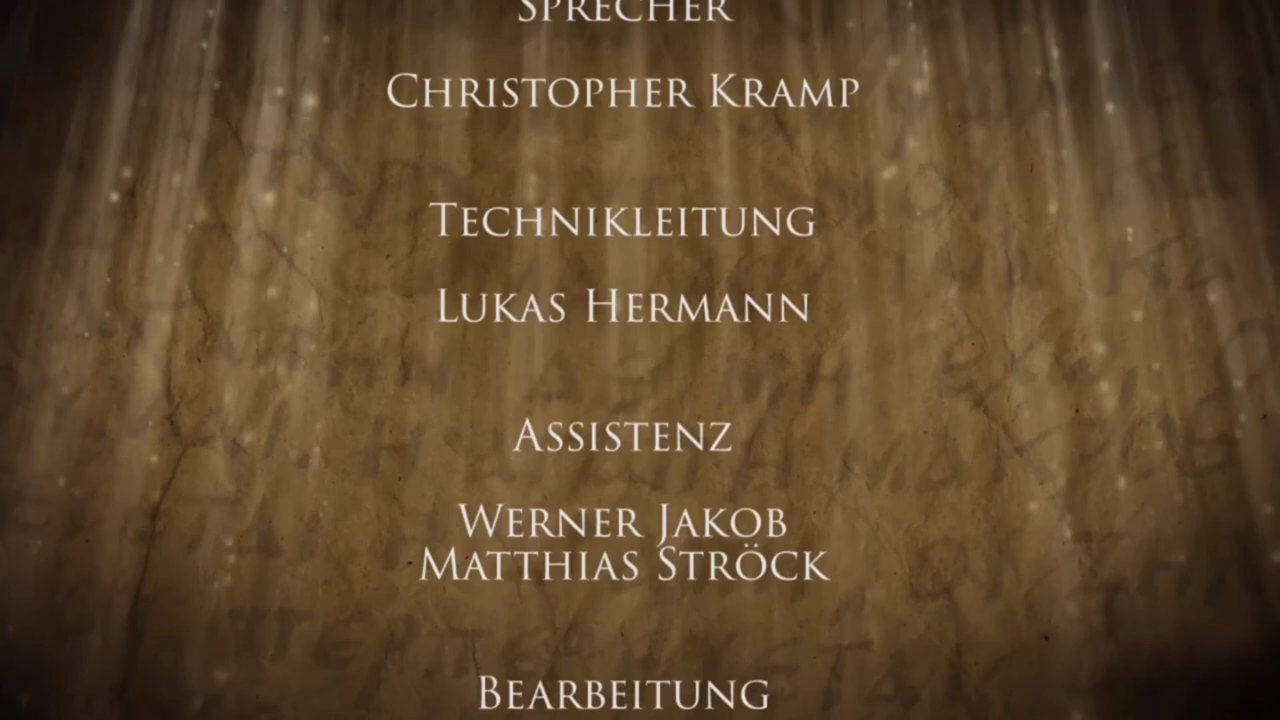 Sprecher
Christopher Kramp
Technikleitung
Lukas Hermann
Assistenz
Werner Jakob
Matthias Ströck
Bearbeitung